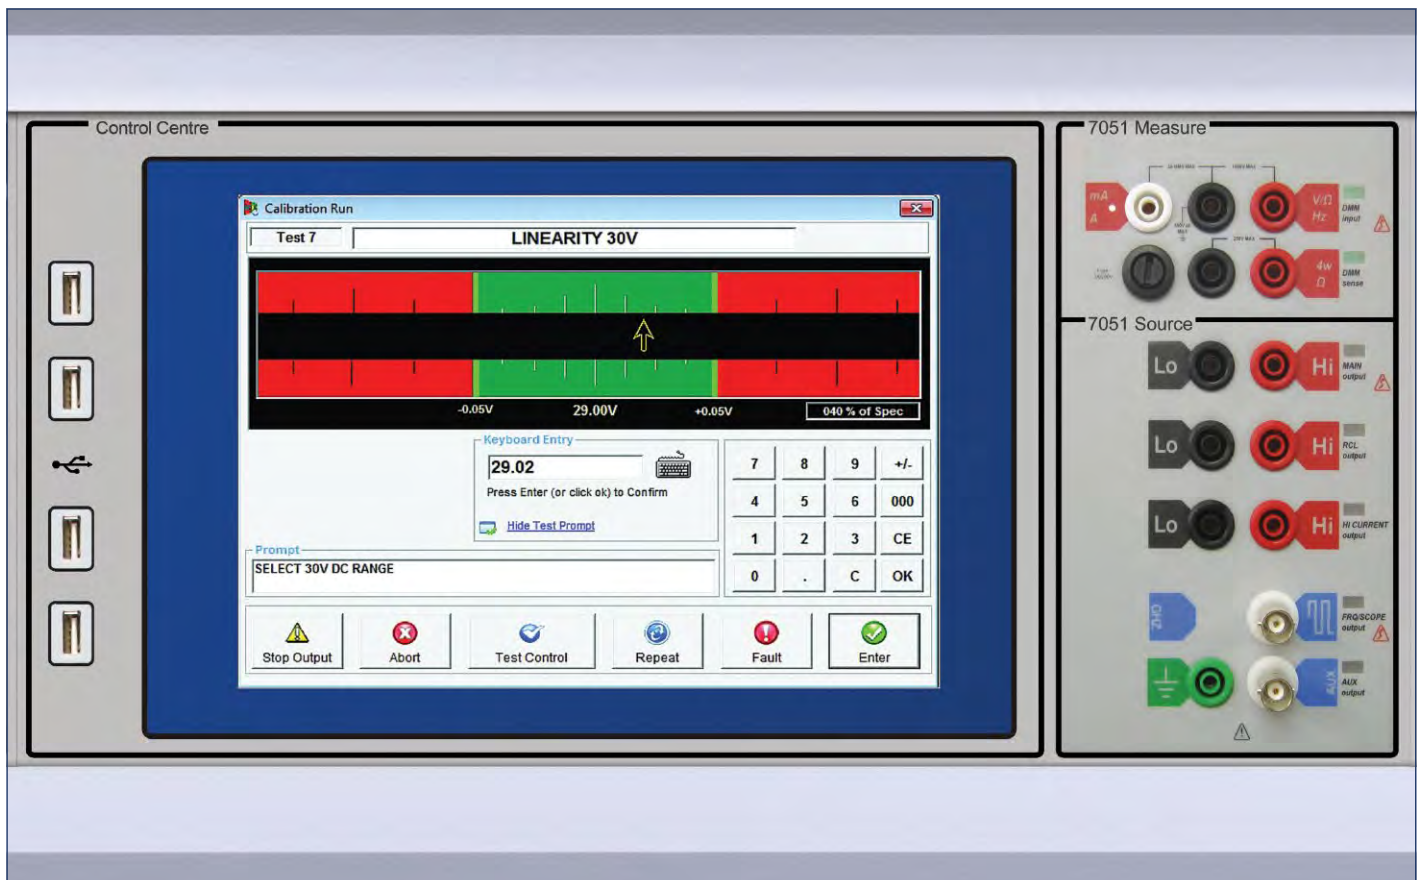 Control Centre
Calibration Run
Test 7
LINEARITY 30V
-0.05V
29.00V
+0.05V
040 % of Spec
Keyboard Entry
29.02
Press Enter (or click ok) to Confirm
Hide Test Prompt
7 8 9 +/-
4 5 6 000
1 2 3 CE
0 . C OK
Prompt
SELECT 30V DC RANGE
Stop Output
Abort
Test Control
Repeat
Fault
Enter
7051 Measure
mA
A
V/Ω
Hz
DMM
input
4w
Ω
DMM
sense
7051 Source
Lo
Hi
MAIN
output
Lo
Hi
RCL
output
Lo
Hi
HI CURRENT
output
CH2
FRQ/SCOPE
output
AUX
AUX
output